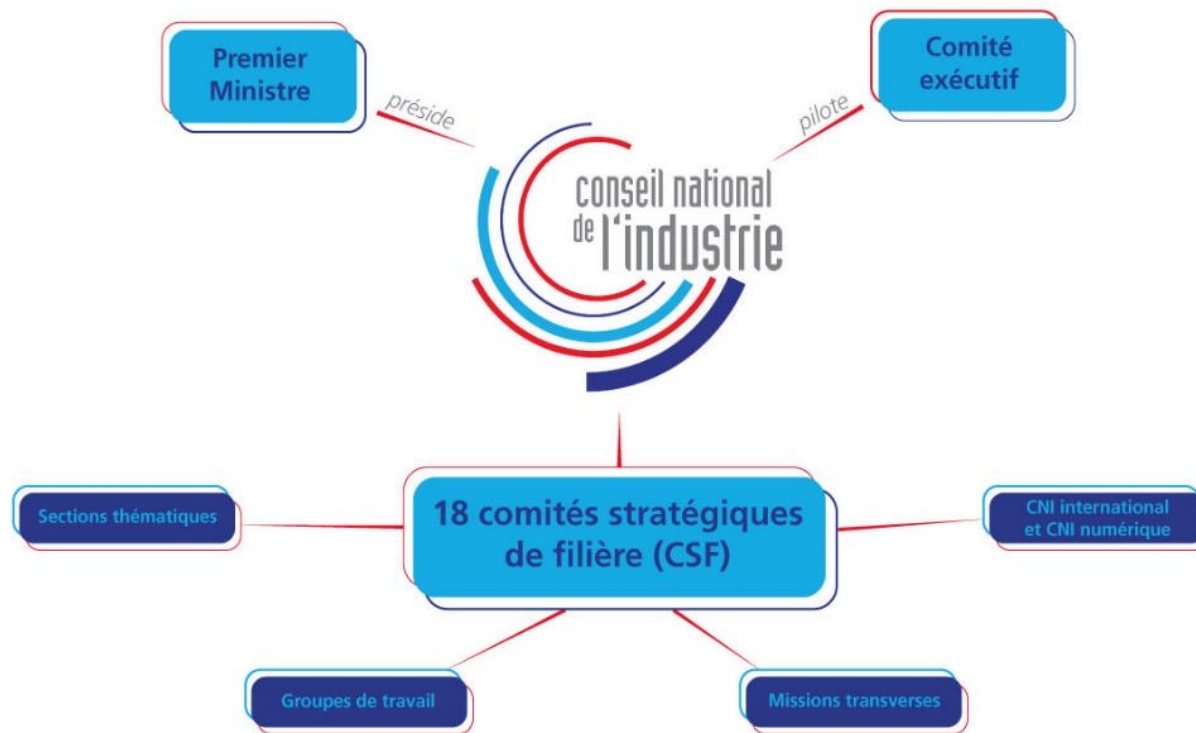 Premier
Ministre
Comité
exécutif
préside
pilote
conseil national
de l'industrie
18 comités stratégiques
de filière (CSF)
Sections thématiques
CNI international
et CNI numérique
Groupes de travail
Missions transverses